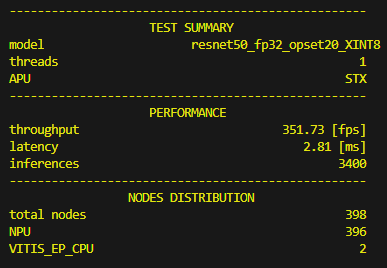 ---------------------------------------------------
TEST SUMMARY
model resnet50_fp32_opset20_XINT8
threads 1
APU STX
---------------------------------------------------
PERFORMANCE
throughput 351.73 [fps]
latency 2.81 [ms]
inferences 3400
---------------------------------------------------
NODES DISTRIBUTION
total nodes 398
NPU 396
VITIS_EP_CPU 2